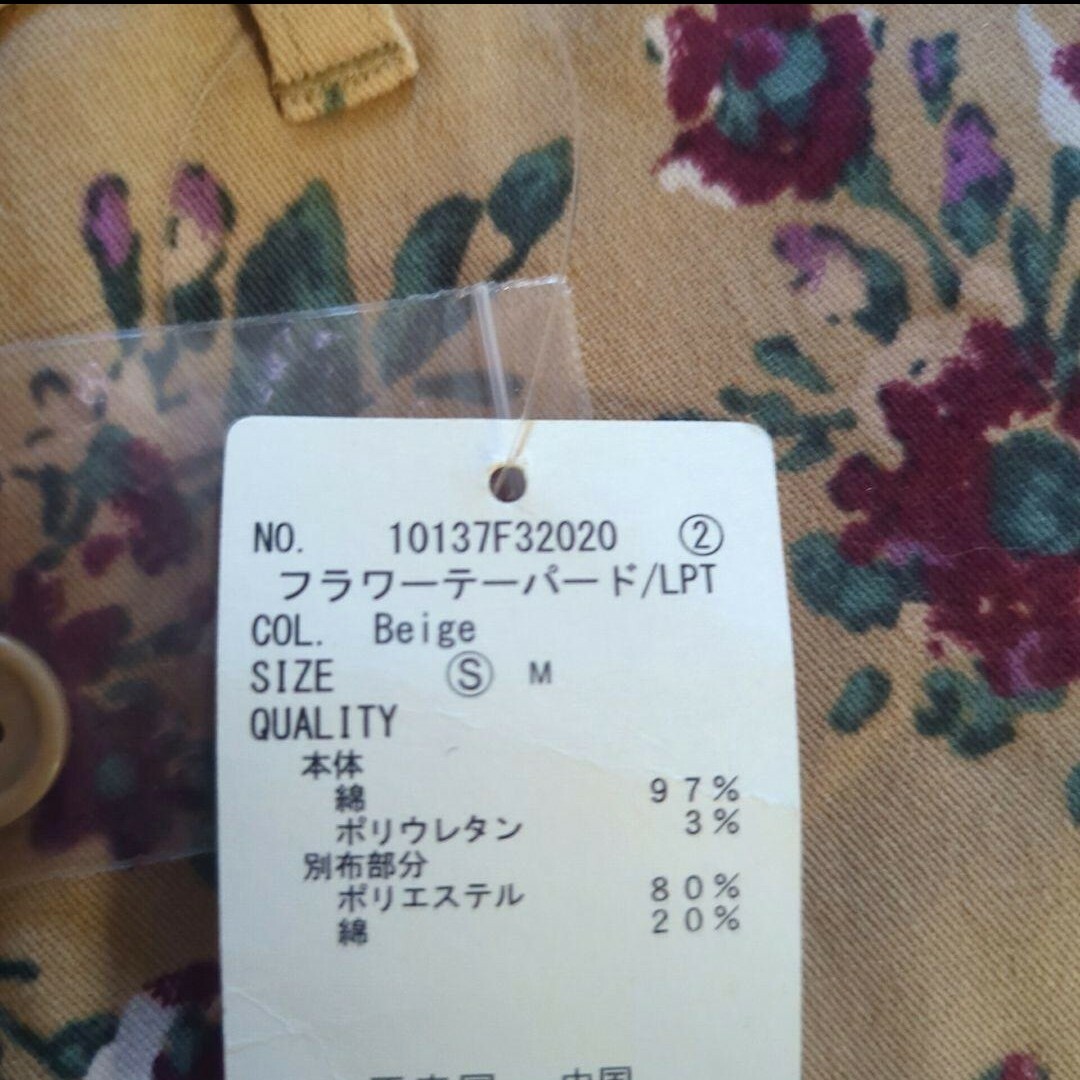 NO. 10137F32020 ②
フラワーテーパード/LPT
COL. Beige
SIZE Ⓢ M
QUALITY
本体
綿 97%
ポリウレタン 3%
別布部分
ポリエステル 80%
綿 20%
中国